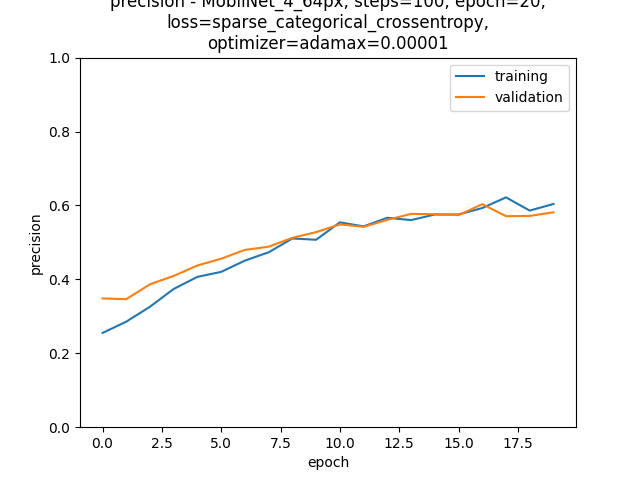 precision - MobilNet_4_64px, steps=100, epoch=20,
loss=sparse_categorical_crossentropy,
optimizer=adamax=0.00001
training
validation
1.0
0.8
0.6
0.4
0.2
0.0
precision
0.0 2.5 5.0 7.5 10.0 12.5 15.0 17.5
epoch